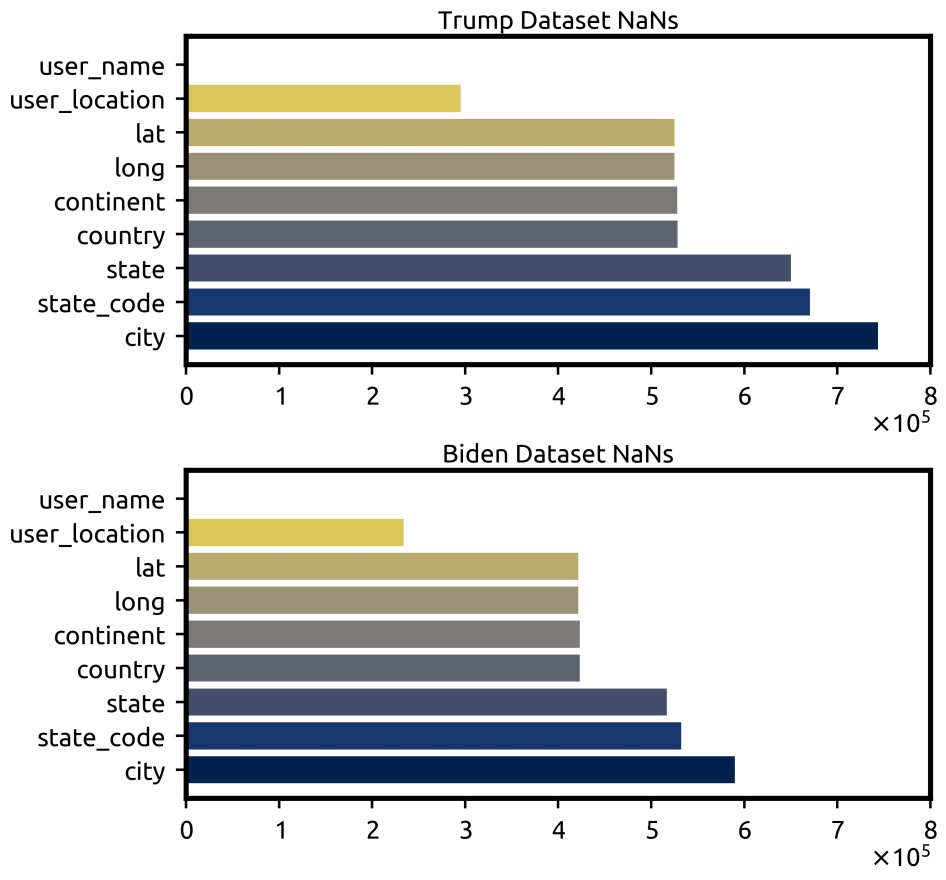 Trump Dataset NaNs
user_name
user_location
lat
long
continent
country
state
state_code
city
0 1 2 3 4 5 6 7 8
×10⁵
Biden Dataset NaNs
user_name
user_location
lat
long
continent
country
state
state_code
city
0 1 2 3 4 5 6 7 8
×10⁵